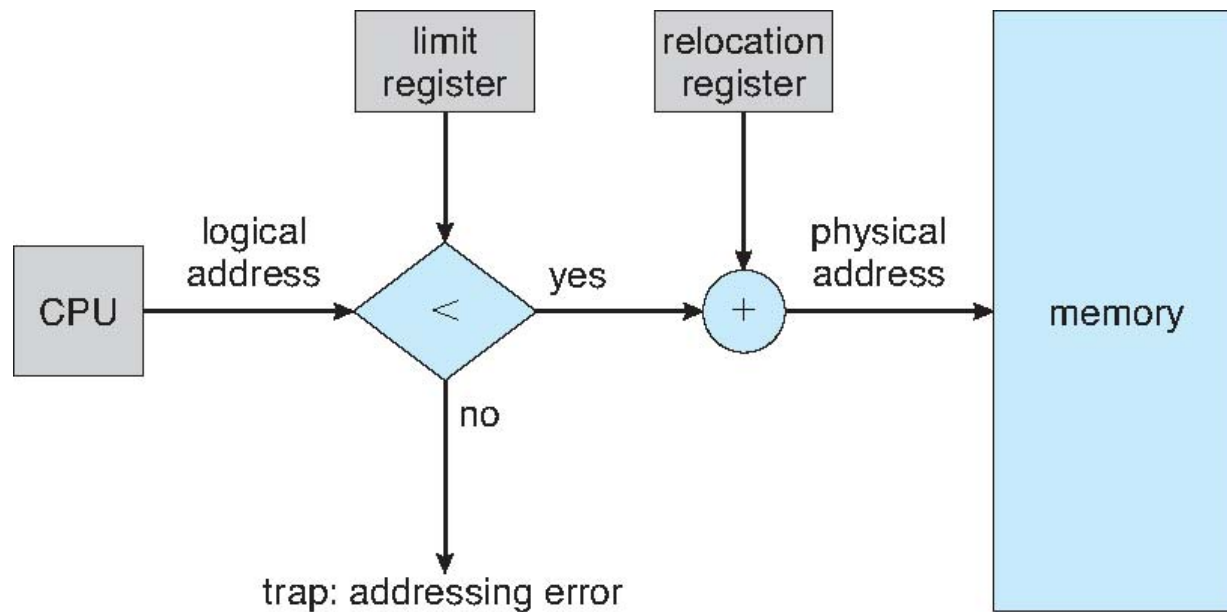 limit
register
relocation
register
logical
address
physical
address
CPU
<
yes
+
memory
no
trap: addressing error